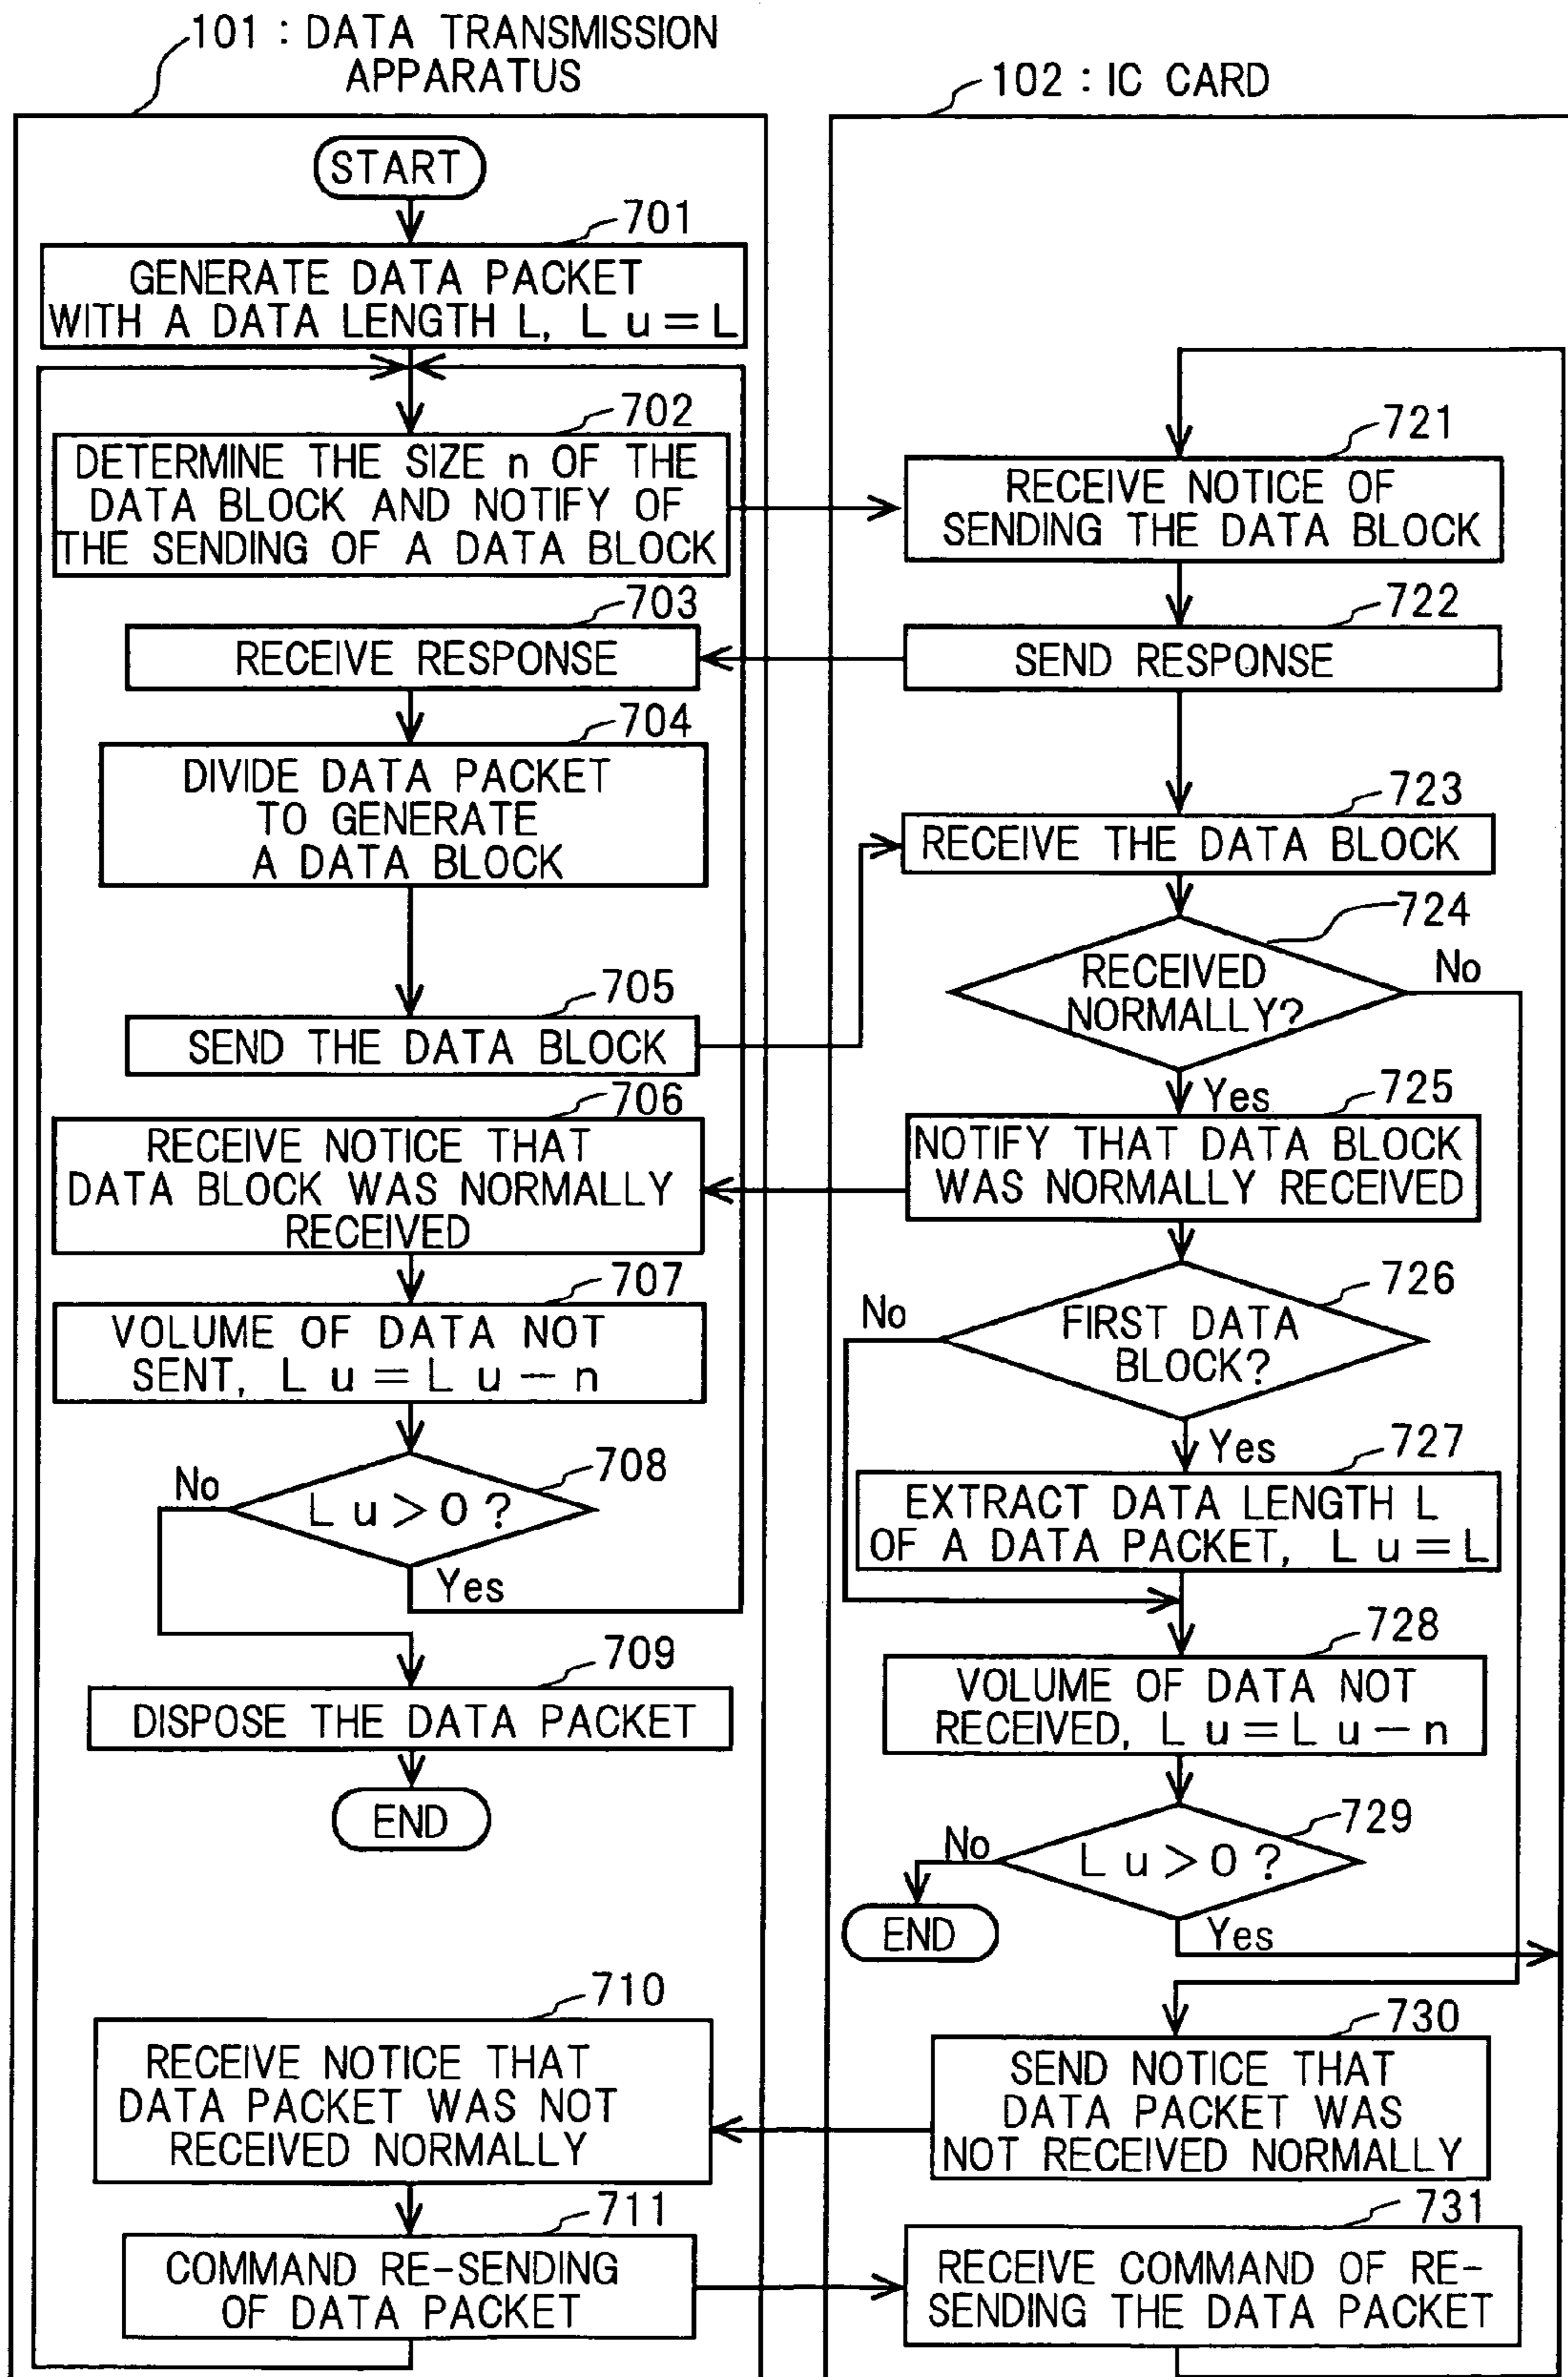 101 : DATA TRANSMISSION
APPARATUS
START
701
GENERATE DATA PACKET
WITH A DATA LENGTH L, L u = L
702
DETERMINE THE SIZE n OF THE
DATA BLOCK AND NOTIFY OF
THE SENDING OF A DATA BLOCK
703
RECEIVE RESPONSE
704
DIVIDE DATA PACKET
TO GENERATE
A DATA BLOCK
705
SEND THE DATA BLOCK
706
RECEIVE NOTICE THAT
DATA BLOCK WAS NORMALLY
RECEIVED
707
VOLUME OF DATA NOT
SENT, L u = L u - n
708
No
L u > 0 ?
Yes
709
DISPOSE THE DATA PACKET
END
710
RECEIVE NOTICE THAT
DATA PACKET WAS NOT
RECEIVED NORMALLY
711
COMMAND RE-SENDING
OF DATA PACKET
102 : IC CARD
721
RECEIVE NOTICE OF
SENDING THE DATA BLOCK
722
SEND RESPONSE
723
RECEIVE THE DATA BLOCK
724
RECEIVED
NORMALLY?
No
Yes
725
NOTIFY THAT DATA BLOCK
WAS NORMALLY RECEIVED
726
No
FIRST DATA
BLOCK?
Yes
727
EXTRACT DATA LENGTH L
OF A DATA PACKET, L u = L
728
VOLUME OF DATA NOT
RECEIVED, L u = L u - n
729
No
L u > 0 ?
END
Yes
730
SEND NOTICE THAT
DATA PACKET WAS
NOT RECEIVED NORMALLY
731
RECEIVE COMMAND OF RE-
SENDING THE DATA PACKET